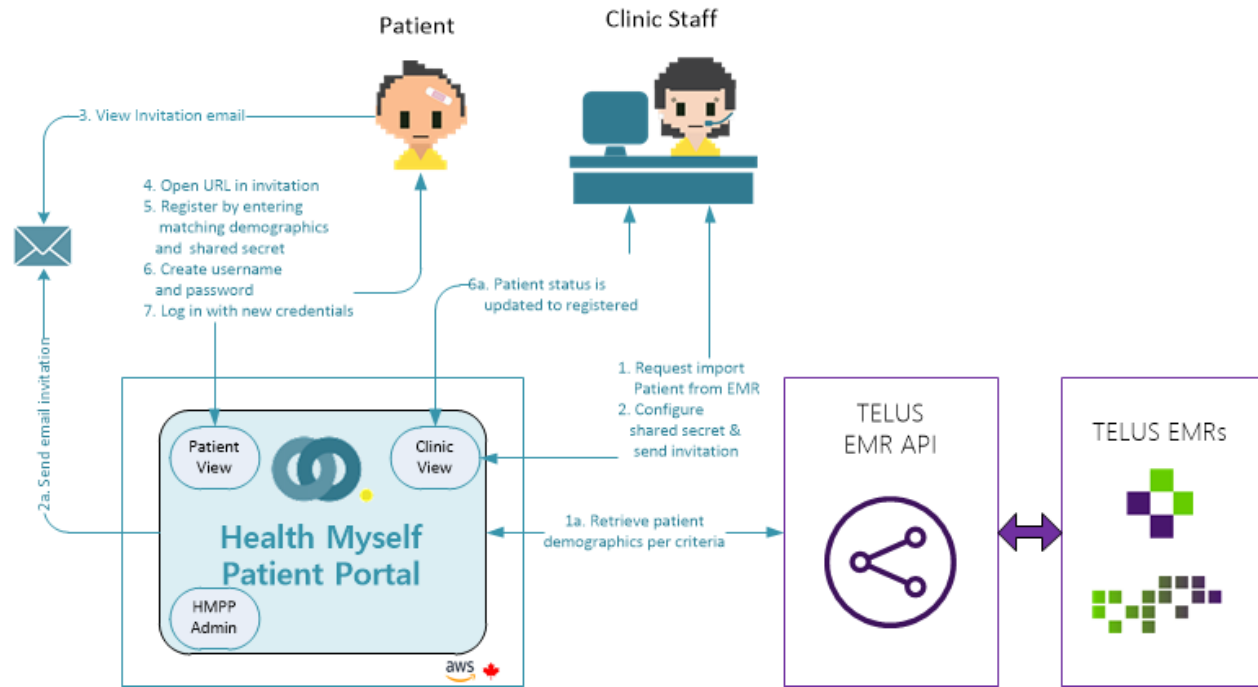 Patient
Clinic Staff
3. View Invitation email
4. Open URL in invitation
5. Register by entering
matching demographics
and shared secret
6. Create username
and password
7. Log in with new credentials
6a. Patient status is
updated to registered
2a. Send email invitation
1. Request import
Patient from EMR
2. Configure
shared secret &
send invitation
Patient
View
Clinic
View
Health Myself
Patient Portal
HMPP
Admin
aws
1a. Retrieve patient
demographics per criteria
TELUS
EMR API
TELUS EMRs